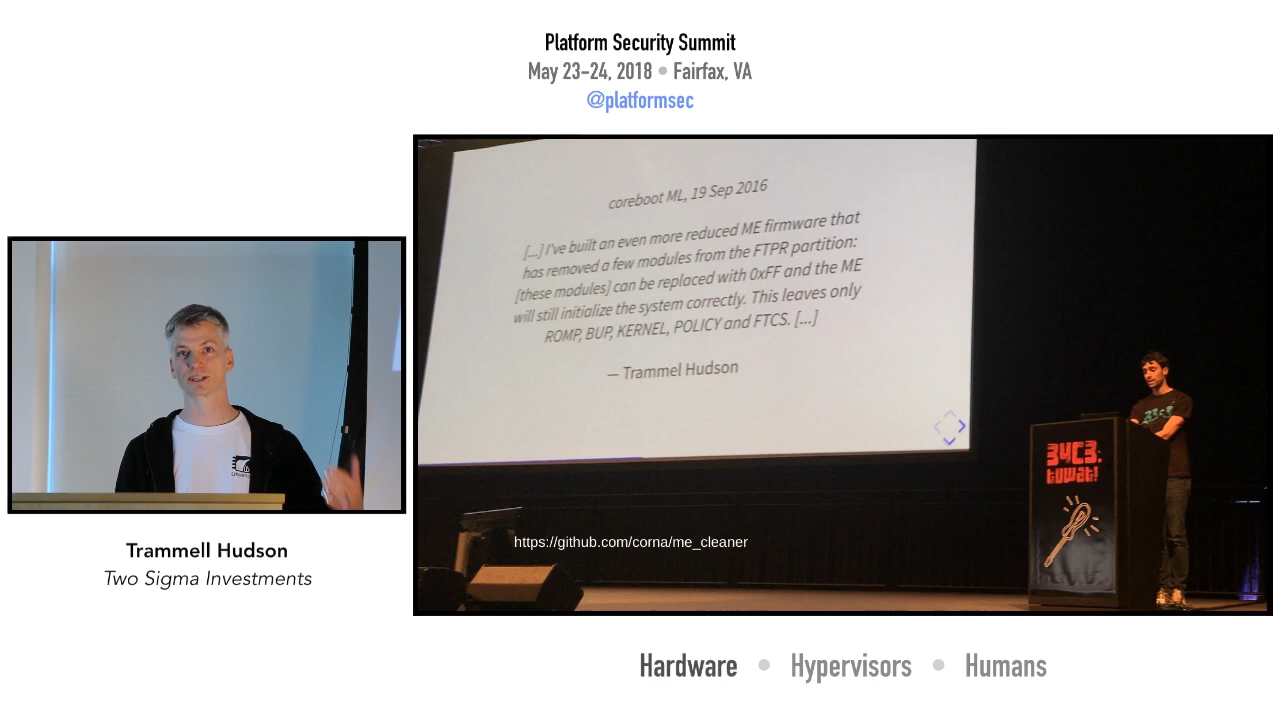 Platform Security Summit
May 23-24, 2018 • Fairfax, VA
@platformsec
coreboot ML, 19 Sep 2016
[...] I've built an even more reduced ME firmware that
has removed a few modules from the FTPR partition:
[these modules] can be replaced with 0xFF and the ME
will still initialize the system correctly. This leaves only
ROMP, BUP, KERNEL, POLICY and FTCS. [...]
— Trammel Hudson
34C3:
tuwat!
https://github.com/corna/me_cleaner
Trammell Hudson
Two Sigma Investments
Hardware • Hypervisors • Humans